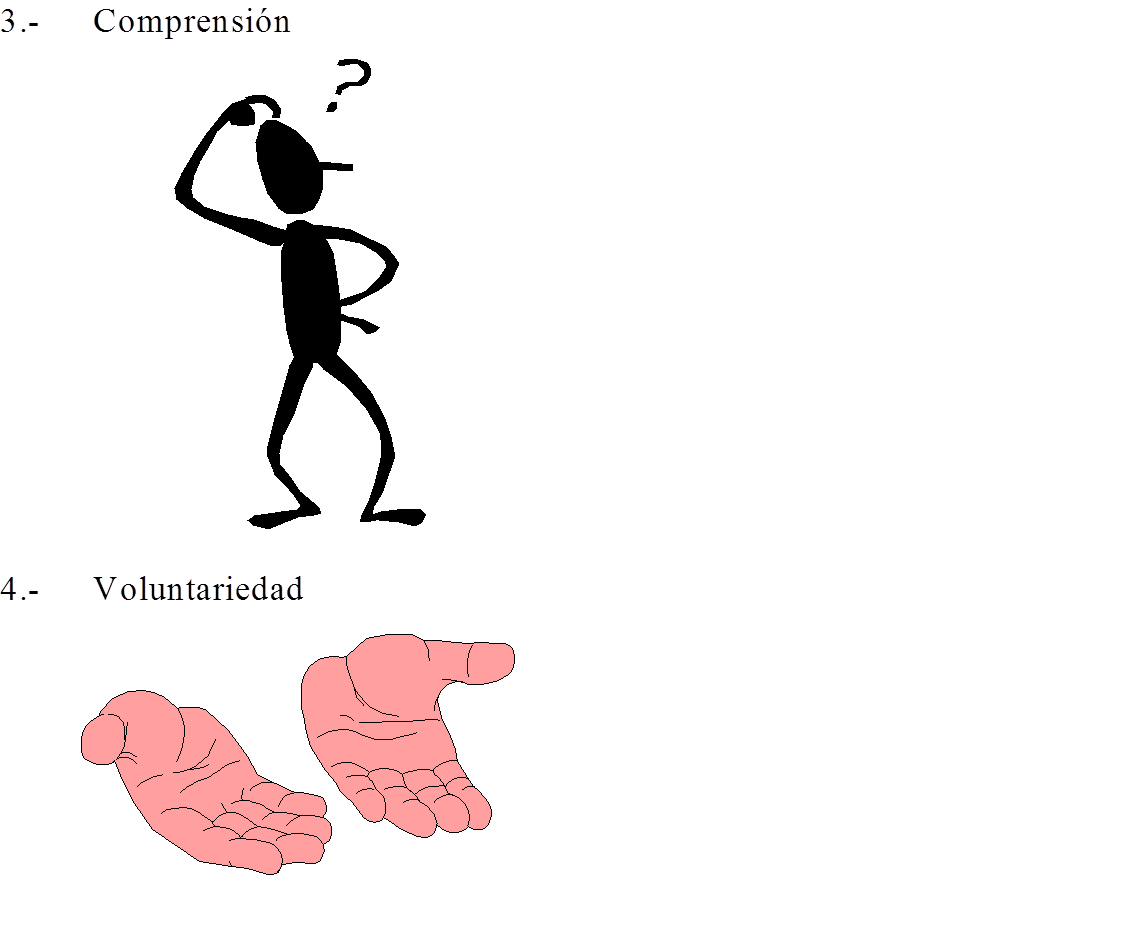 3.- Comprensión
?
4.- Voluntariedad